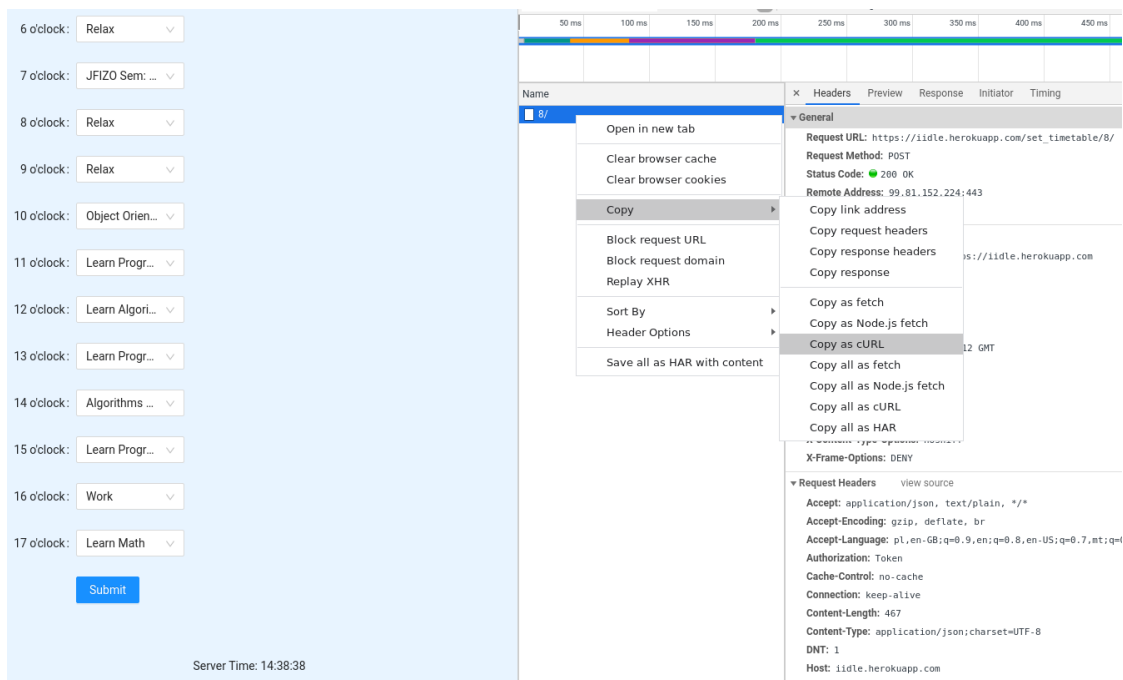 6 o'clock: Relax
7 o'clock: JFIZO Sem: ...
8 o'clock: Relax
9 o'clock: Relax
10 o'clock: Object Orien...
11 o'clock: Learn Progr...
12 o'clock: Learn Algori...
13 o'clock: Learn Progr...
14 o'clock: Algorithms ...
15 o'clock: Learn Progr...
16 o'clock: Work
17 o'clock: Learn Math
Submit
Server Time: 14:38:38
50 ms 100 ms 150 ms 200 ms 250 ms 300 ms 350 ms 400 ms 450 ms
Name
8/
Open in new tab
Clear browser cache
Clear browser cookies
Copy
Block request URL
Block request domain
Replay XHR
Sort By
Header Options
Save all as HAR with content
Copy link address
Copy request headers
Copy response headers
Copy response
Copy as fetch
Copy as Node.js fetch
Copy as cURL
Copy all as fetch
Copy all as Node.js fetch
Copy all as cURL
Copy all as HAR
× Headers Preview Response Initiator Timing
General
Request URL: https://iidle.herokuapp.com/set_timetable/8/
Request Method: POST
Status Code: 200 OK
Remote Address: 99.81.152.224:443
s://iidle.herokuapp.com
12 GMT
X-Frame-Options: DENY
Request Headers view source
Accept: application/json, text/plain, */*
Accept-Encoding: gzip, deflate, br
Accept-Language: pl,en-GB;q=0.9,en;q=0.8,en-US;q=0.7,mt;q=
Authorization: Token
Cache-Control: no-cache
Connection: keep-alive
Content-Length: 467
Content-Type: application/json;charset=UTF-8
DNT: 1
Host: iidle.herokuapp.com